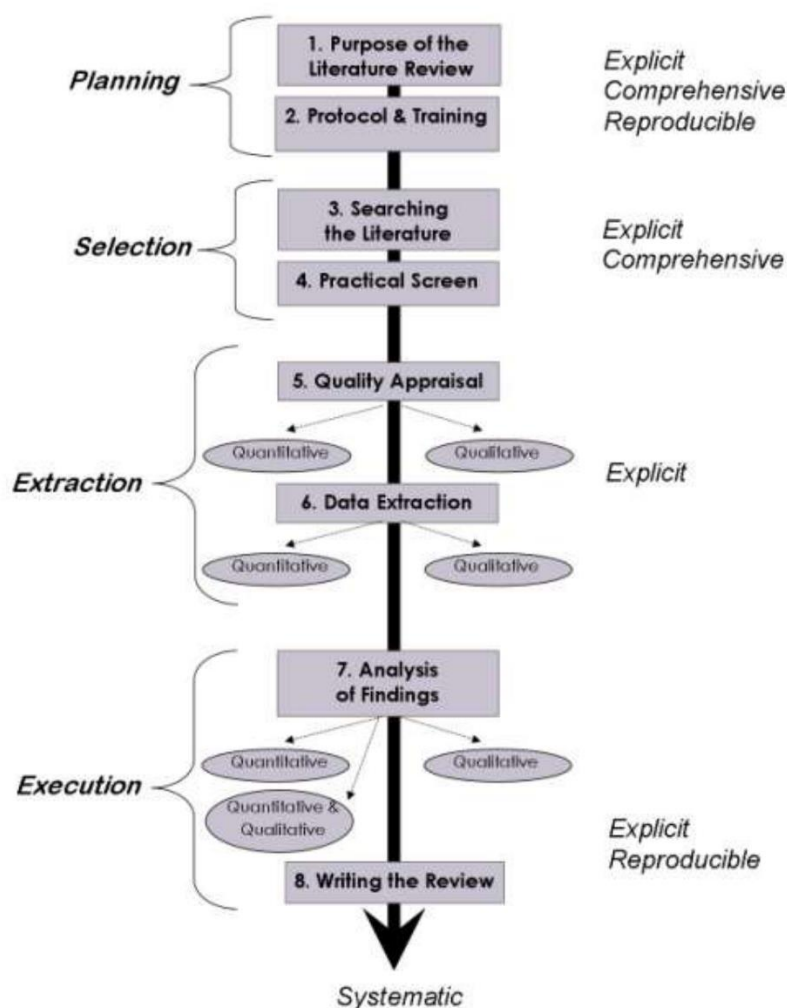 Planning
1. Purpose of the
Literature Review
2. Protocol & Training
Explicit
Comprehensive
Reproducible
Selection
3. Searching
the Literature
4. Practical Screen
Explicit
Comprehensive
Extraction
5. Quality Appraisal
Quantitative
Qualitative
6. Data Extraction
Quantitative
Qualitative
Explicit
Execution
7. Analysis
of Findings
Quantitative
Qualitative
Quantitative &
Qualitative
8. Writing the Review
Explicit
Reproducible
Systematic